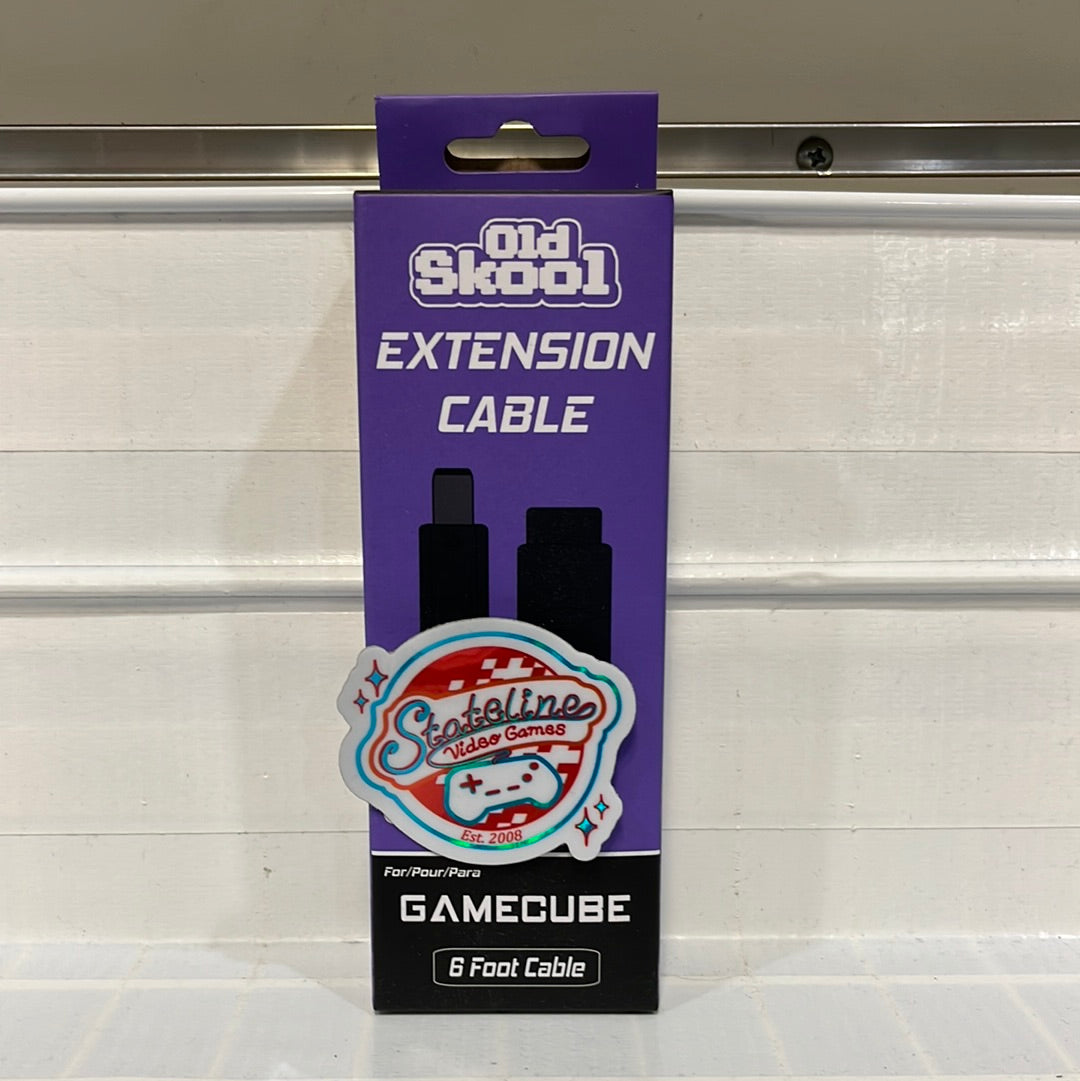 Old
Skool
EXTENSION
CABLE
Stateline
Video Games
Est. 2008
For/Pour/Para
GAMECUBE
6 Foot Cable